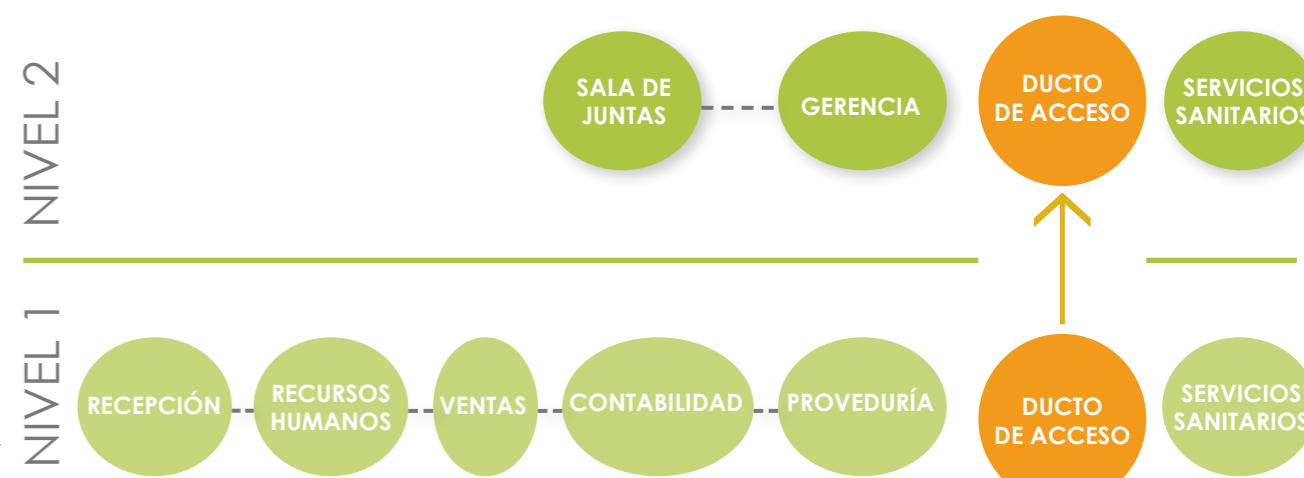 NIVEL 2
SALA DE
JUNTAS
GERENCIA
DUCTO
DE ACCESO
SERVICIOS
SANITARIOS
NIVEL 1
RECEPCIÓN
RECURSOS
HUMANOS
VENTAS
CONTABILIDAD
PROVEDURÍA
DUCTO
DE ACCESO
SERVICIOS
SANITARIOS